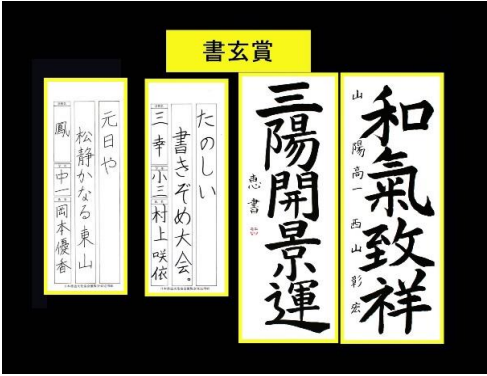 書玄賞
和氣致祥
山陽高一 西山彰宏
三陽開景運
恵書
たのしい
書きぞめ大会
三幸 小三 村上咲依
元日や
松静かなる東山
鳳 中一 岡本優香